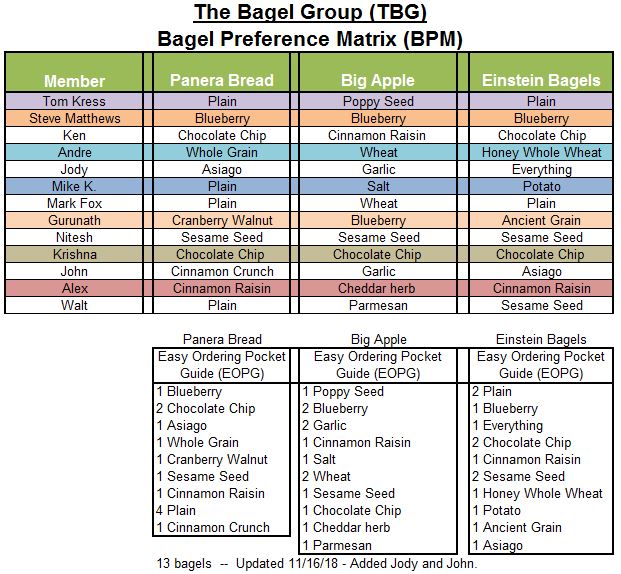 The Bagel Group (TBG)
Bagel Preference Matrix (BPM)
Member Panera Bread Big Apple Einstein Bagels
Tom Kress Plain Poppy Seed Plain
Steve Matthews Blueberry Blueberry Blueberry
Ken Chocolate Chip Cinnamon Raisin Chocolate Chip
Andre Whole Grain Wheat Honey Whole Wheat
Jody Asiago Garlic Everything
Mike K. Plain Salt Potato
Mark Fox Plain Wheat Plain
Gurunath Cranberry Walnut Blueberry Ancient Grain
Nitesh Sesame Seed Sesame Seed Sesame Seed
Krishna Chocolate Chip Chocolate Chip Chocolate Chip
John Cinnamon Crunch Garlic Asiago
Alex Cinnamon Raisin Cheddar herb Cinnamon Raisin
Walt Plain Parmesan Sesame Seed
Panera Bread Big Apple Einstein Bagels
Easy Ordering Pocket Easy Ordering Pocket Easy Ordering Pocket
Guide (EOPG) Guide (EOPG) Guide (EOPG)
1 Blueberry 1 Poppy Seed 2 Plain
2 Chocolate Chip 2 Blueberry 1 Blueberry
1 Asiago 2 Garlic 1 Everything
1 Whole Grain 1 Cinnamon Raisin 2 Chocolate Chip
1 Cranberry Walnut 1 Salt 1 Cinnamon Raisin
1 Sesame Seed 2 Wheat 2 Sesame Seed
1 Cinnamon Raisin 1 Sesame Seed 1 Honey Whole Wheat
4 Plain 1 Chocolate Chip 1 Potato
1 Cinnamon Crunch 1 Cheddar herb 1 Ancient Grain
1 Parmesan 1 Asiago
13 bagels -- Updated 11/16/18 - Added Jody and John.